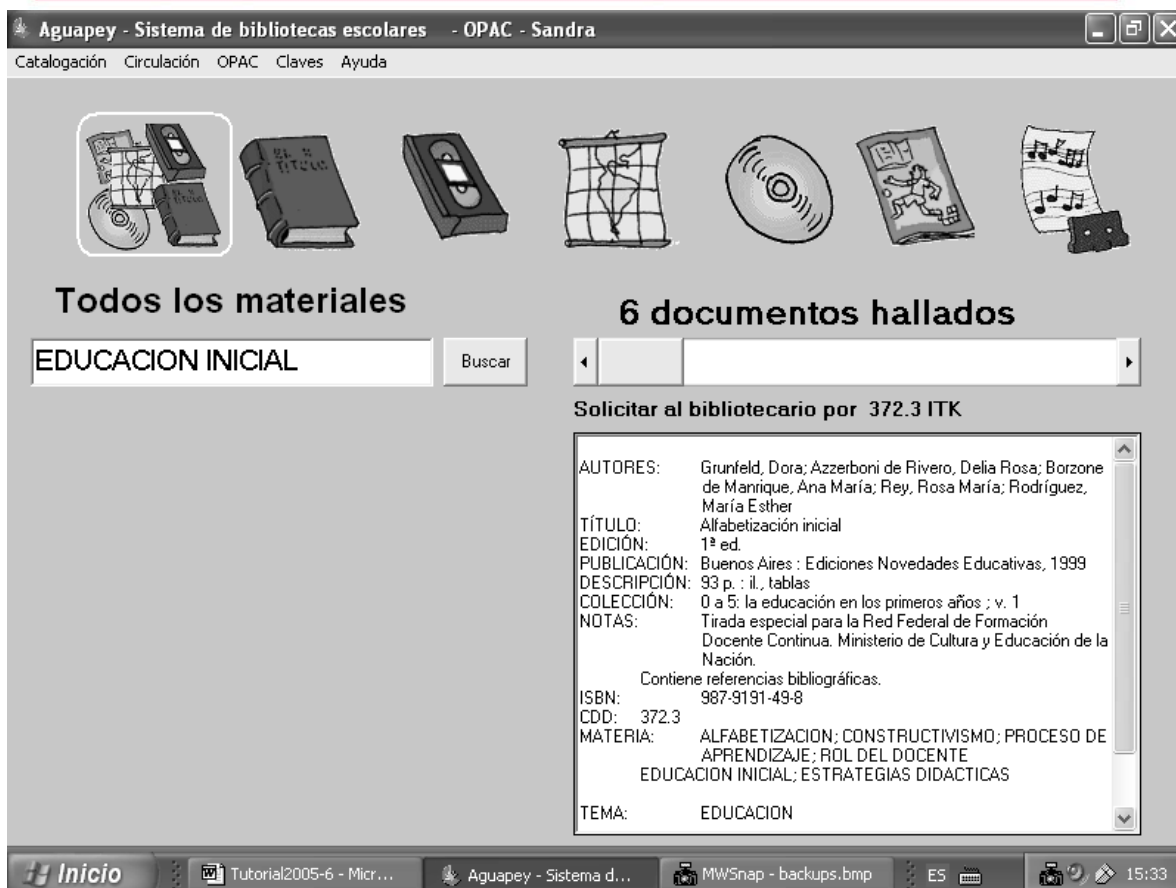 Aguapey - Sistema de bibliotecas escolares - OPAC - Sandra
Catalogación Circulación OPAC Claves Ayuda
EL TITULO
Todos los materiales
6 documentos hallados
EDUCACION INICIAL
Buscar
Solicitar al bibliotecario por 372.3 ITK
AUTORES: Grunfeld, Dora; Azzerboni de Rivero, Delia Rosa; Borzone
de Manrique, Ana María; Rey, Rosa María; Rodríguez,
María Esther
TÍTULO: Alfabetización inicial
EDICIÓN: 1ª ed.
PUBLICACIÓN: Buenos Aires : Ediciones Novedades Educativas, 1999
DESCRIPCIÓN: 93 p. : il., tablas
COLECCIÓN: 0 a 5: la educación en los primeros años ; v. 1
NOTAS: Tirada especial para la Red Federal de Formación
Docente Continua. Ministerio de Cultura y Educación de la
Nación.
Contiene referencias bibliográficas.
ISBN: 987-9191-49-8
CDD: 372.3
MATERIA: ALFABETIZACION; CONSTRUCTIVISMO; PROCESO DE
APRENDIZAJE; ROL DEL DOCENTE
EDUCACION INICIAL; ESTRATEGIAS DIDACTICAS
TEMA: EDUCACION
Inicio Tutorial2005-6 - Micr... Aguapey - Sistema d... MWSnap - backups.bmp ES 15:33